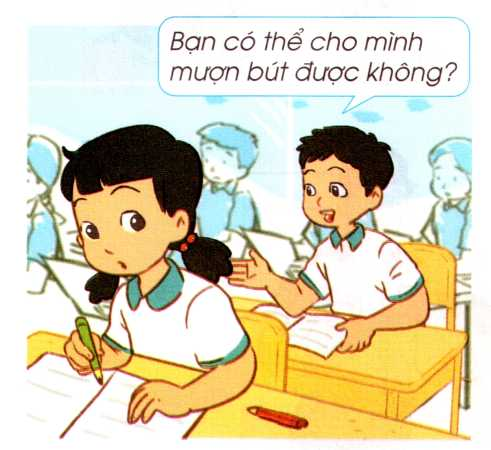 Bạn có thể cho mình
mượn bút được không?